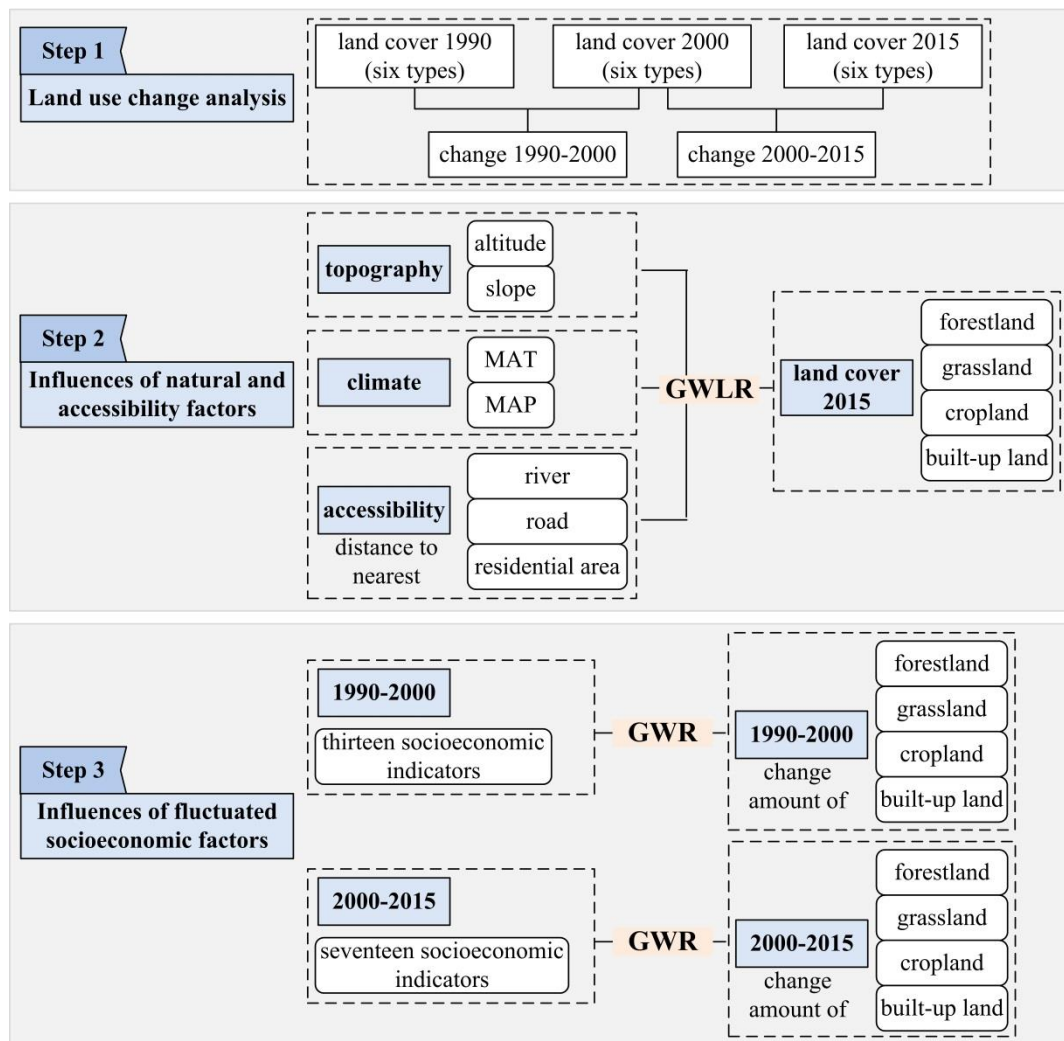 Step 1
Land use change analysis
land cover 1990
(six types)
land cover 2000
(six types)
land cover 2015
(six types)
change 1990-2000
change 2000-2015
Step 2
Influences of natural and
accessibility factors
topography
altitude
slope
climate
MAT
MAP
accessibility
distance to
nearest
river
road
residential area
GWLR
land cover
2015
forestland
grassland
cropland
built-up land
Step 3
Influences of fluctuated
socioeconomic factors
1990-2000
thirteen socioeconomic
indicators
GWR
1990-2000
change
amount of
forestland
grassland
cropland
built-up land
2000-2015
seventeen socioeconomic
indicators
GWR
2000-2015
change
amount of
forestland
grassland
cropland
built-up land